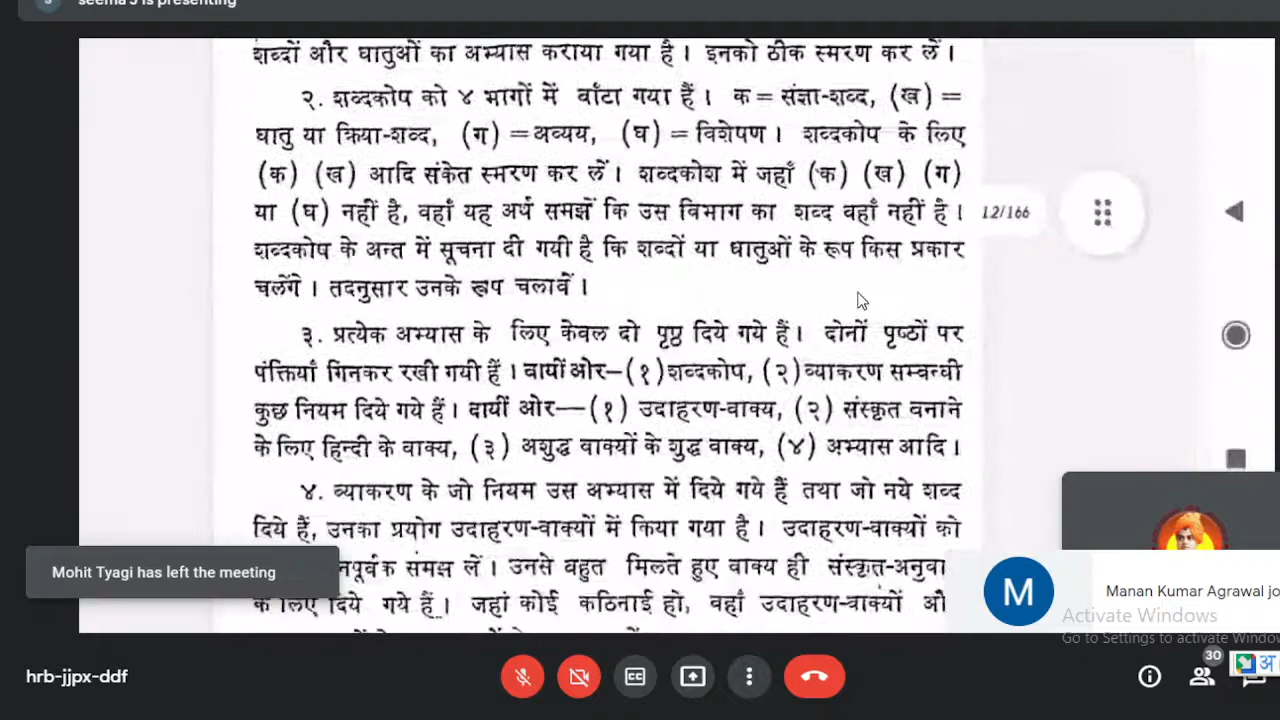 seema J is presenting
शब्दों और धातुओं का अभ्यास कराया गया है। इनको ठीक स्मरण कर लें।
२. शब्दकोप को ४ भागों में बाँटा गया हैं। क = संज्ञा-शब्द, (ख) =
धातु या क्रिया-शब्द, (ग) = अव्यय, (घ) = विशेपण। शब्दकोप के लिए
(क) (ख) आदि संकेत स्मरण कर लें। शब्दकोश में जहाँ (क) (ख) (ग)
या (घ) नहीं है, वहाँ यह अर्थ समझें कि उस विभाग का शब्द वहाँ नहीं है।
12/166
शब्दकोप के अन्त में सूचना दी गयी है कि शब्दों या धातुओं के रूप किस प्रकार
चलेंगे। तदनुसार उनके रूप चलावें।
३. प्रत्येक अभ्यास के लिए केवल दो पृष्ठ दिये गये हैं। दोनों पृष्ठों पर
पंक्तियाँ गिनकर रखी गयी हैं। बायीं ओर—(१) शब्दकोप, (२) व्याकरण सम्बन्धी
कुछ नियम दिये गये हैं। दायीं ओर—(१) उदाहरण-वाक्य, (२) संस्कृत बनाने
के लिए हिन्दी के वाक्य, (३) अशुद्ध वाक्यों के शुद्ध वाक्य, (४) अभ्यास आदि।
४. व्याकरण के जो नियम उस अभ्यास में दिये गये हैं तथा जो नये शब्द
दिये हैं, उनका प्रयोग उदाहरण-वाक्यों में किया गया है। उदाहरण-वाक्यों को
नपूर्वक समझ लें। उनसे बहुत मिलते हुए वाक्य ही संस्कृत-अनुवा
के लिए दिये गये हैं। जहां कोई कठिनाई हो, वहाँ उदाहरण-वाक्यों औ
Mohit Tyagi has left the meeting
M
Manan Kumar Agrawal jo
Activate Windows
Go to Settings to activate Window
hrb-jjpx-ddf
CC
30
अ